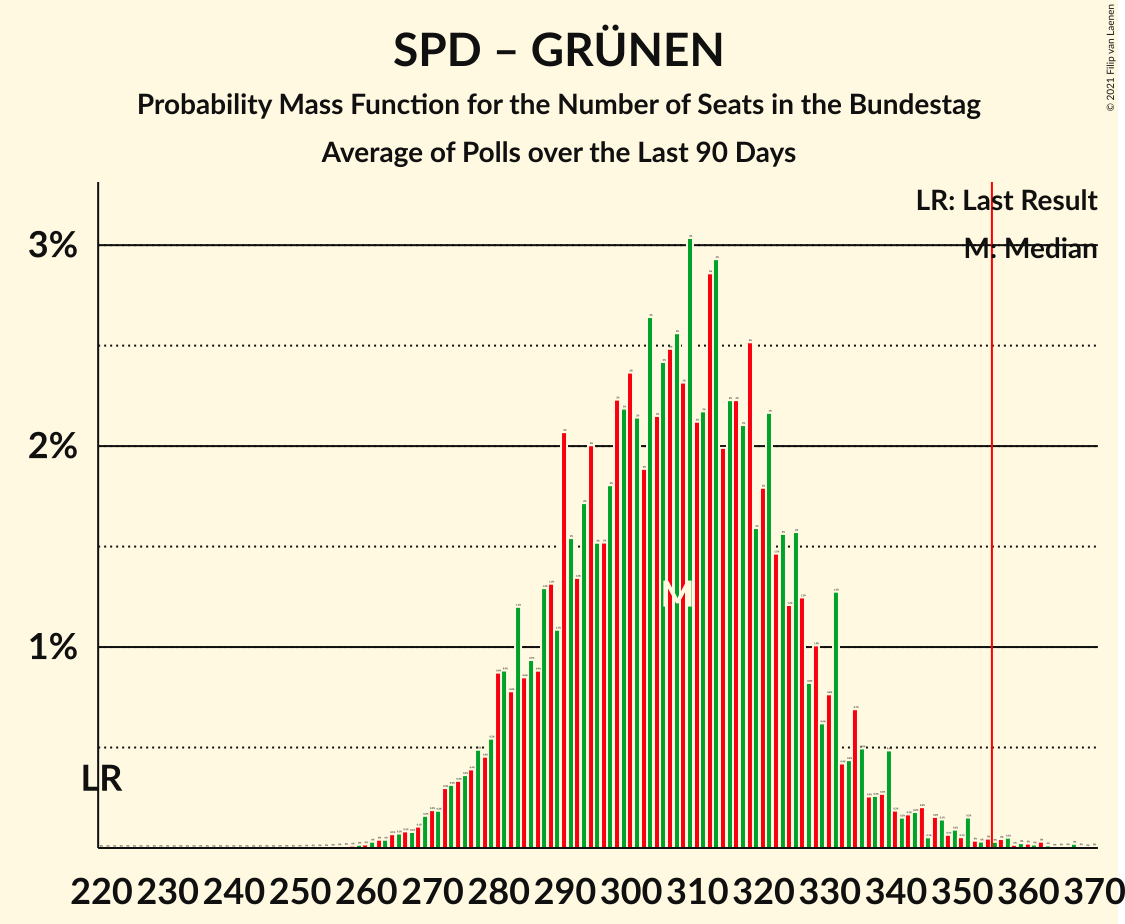 SPD – GRÜNEN
Probability Mass Function for the Number of Seats in the Bundestag
Average of Polls over the Last 90 Days
© 2021 Filip van Laenen
LR: Last Result
M: Median
3%
2%
1%
LR
M
220 230 240 250 260 270 280 290 300 310 320 330 340 350 360 370